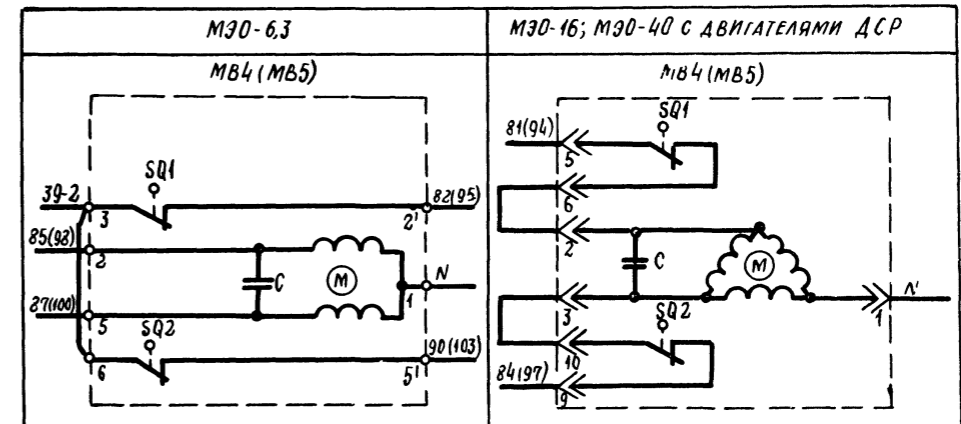 МЭО-6,3
МЭО-16; МЭО-40 С ДВИГАТЕЛЯМИ ДСР
МВ4 (МВ5)
SQ1
39-2
3
82(95)
2'
85(98)
2
C
M
N
1
87(100)
5
SQ2
90(103)
6
5'
МВ4 (МВ5)
SQ1
81(94)
5
6
2
C
M
3
SQ2
N
1
10
84(97)
9